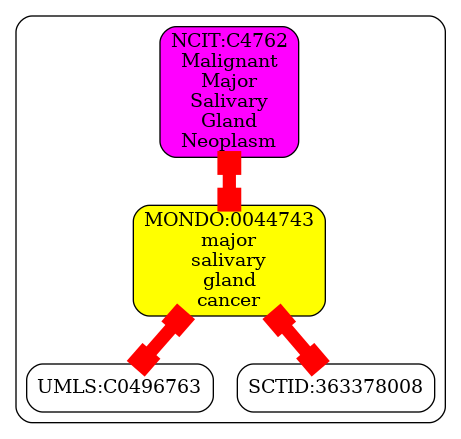 NCIT:C4762
Malignant
Major
Salivary
Gland
Neoplasm
MONDO:0044743
major
salivary
gland
cancer
UMLS:C0496763
SCTID:363378008